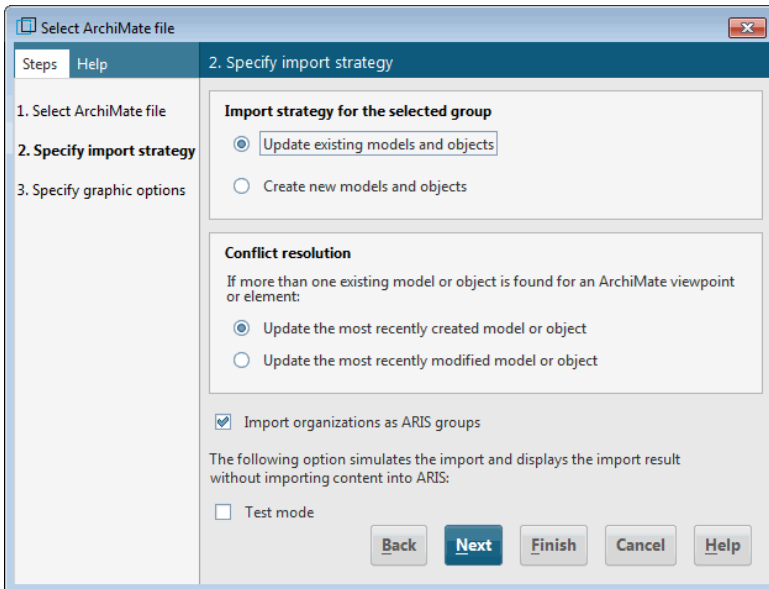 Select ArchiMate file
Steps Help
2. Specify import strategy
1. Select ArchiMate file
2. Specify import strategy
3. Specify graphic options
Import strategy for the selected group
Update existing models and objects
Create new models and objects
Conflict resolution
If more than one existing model or object is found for an ArchiMate viewpoint
or element:
Update the most recently created model or object
Update the most recently modified model or object
Import organizations as ARIS groups
The following option simulates the import and displays the import result
without importing content into ARIS:
Test mode
Back Next Finish Cancel Help